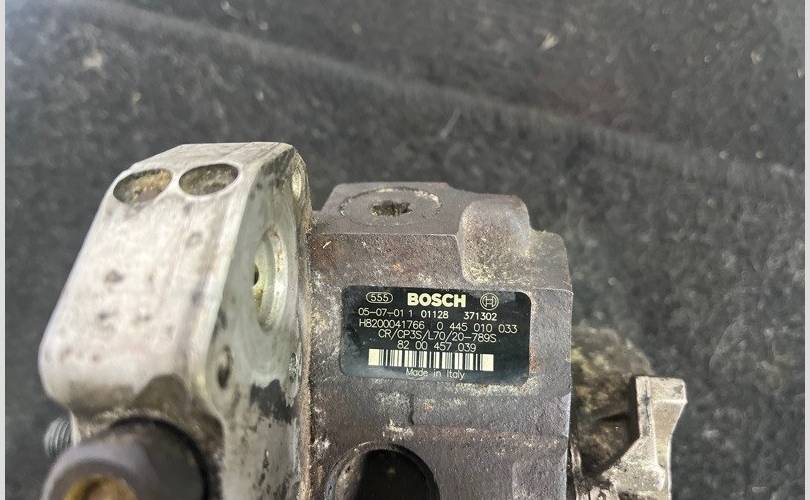 555 BOSCH
05-07-01 1 01128 371302
H8200041766 0 445 010 033
CR/CP3S/L70/20-789S
82 00 457 039
Made in Italy